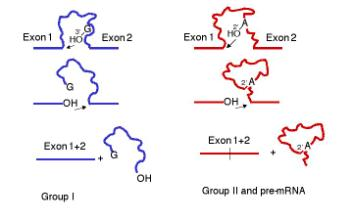 Exon 1 3' G HO Exon 2
Exon 1 2' A HO Exon 2
G
2' A
OH
OH
Exon 1+2 + G OH
Exon 1+2 + 2' A
Group I
Group II and pre-mRNA